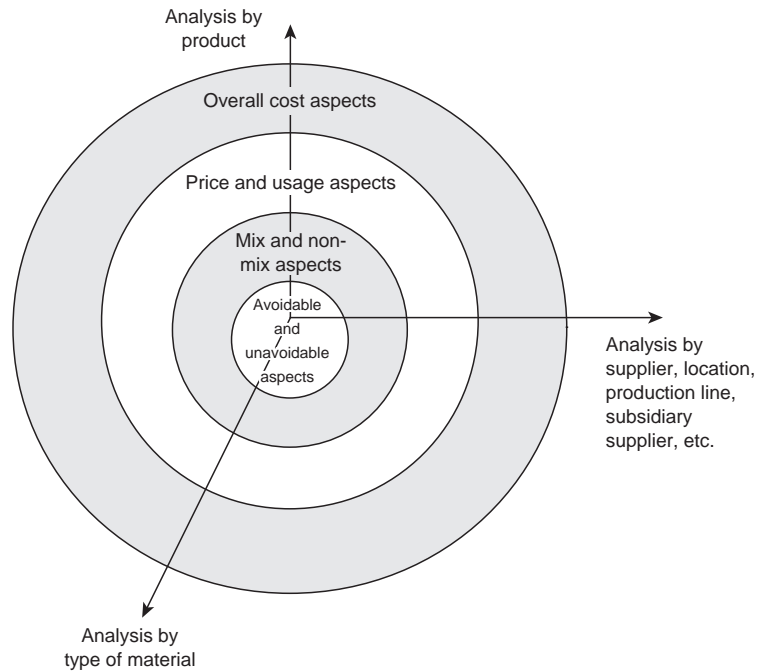 Analysis by
product
Overall cost aspects
Price and usage aspects
Mix and non-
mix aspects
Avoidable
and
unavoidable
aspects
Analysis by
supplier, location,
production line,
subsidiary
supplier, etc.
Analysis by
type of material